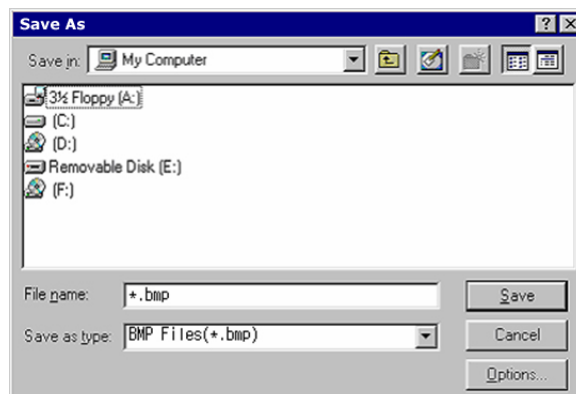 Save As
Save in: My Computer
3½ Floppy (A:)
(C:)
(D:)
Removable Disk (E:)
(F:)
File name: *.bmp Save
Save as type: BMP Files(*.bmp) Cancel
Options...